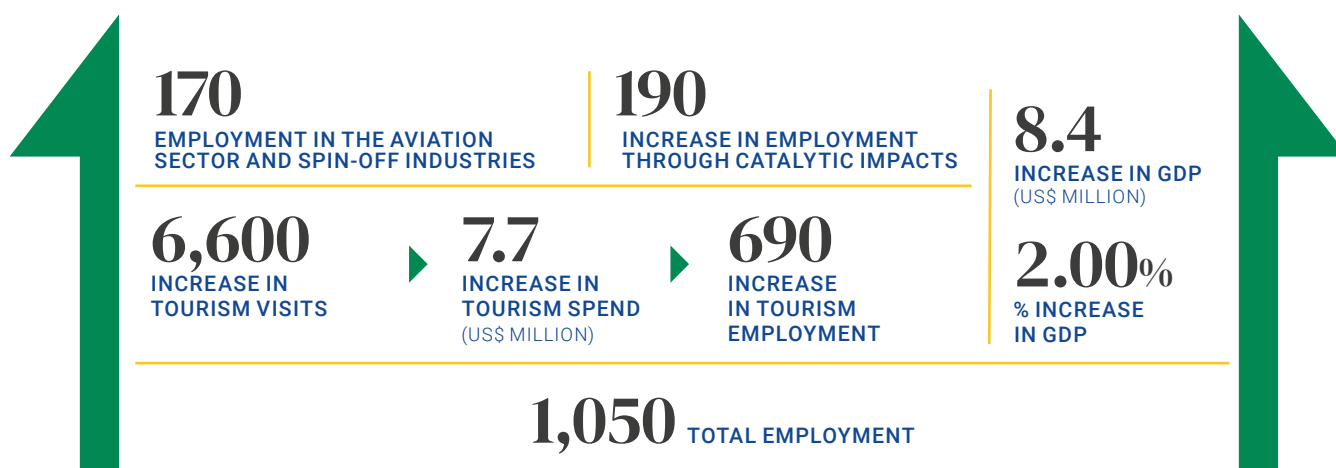 170
EMPLOYMENT IN THE AVIATION
SECTOR AND SPIN-OFF INDUSTRIES
190
INCREASE IN EMPLOYMENT
THROUGH CATALYTIC IMPACTS
6,600
INCREASE IN
TOURISM VISITS
7.7
INCREASE IN
TOURISM SPEND
(US$ MILLION)
690
INCREASE
IN TOURISM
EMPLOYMENT
8.4
INCREASE IN GDP
(US$ MILLION)
2.00%
% INCREASE
IN GDP
1,050 TOTAL EMPLOYMENT